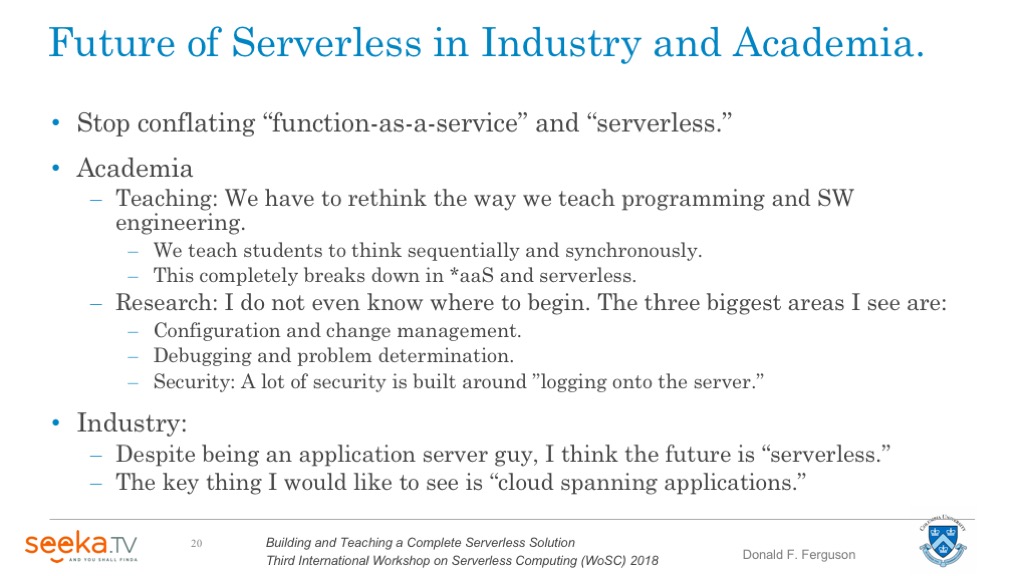 Future of Serverless in Industry and Academia.
• Stop conflating “function-as-a-service” and “serverless.”
• Academia
– Teaching: We have to rethink the way we teach programming and SW
engineering.
– We teach students to think sequentially and synchronously.
– This completely breaks down in *aaS and serverless.
– Research: I do not even know where to begin. The three biggest areas I see are:
– Configuration and change management.
– Debugging and problem determination.
– Security: A lot of security is built around ”logging onto the server.”
• Industry:
– Despite being an application server guy, I think the future is “serverless.”
– The key thing I would like to see is “cloud spanning applications.”
seeka.TV
AND YOU SHALL FINDA
20
Building and Teaching a Complete Serverless Solution
Third International Workshop on Serverless Computing (WoSC) 2018
Donald F. Ferguson
COLUMBIA UNIVERSITY